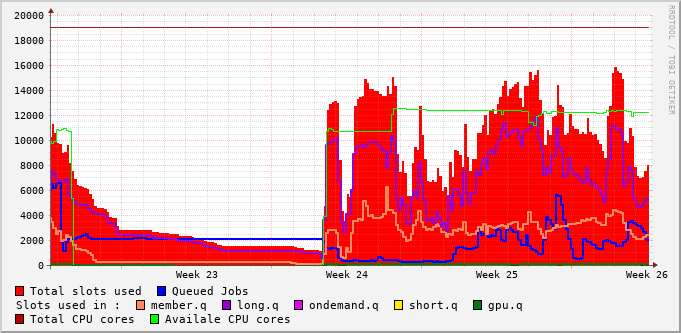 20000
18000
16000
14000
12000
10000
8000
6000
4000
2000
0
Week 23 Week 24 Week 25 Week 26
RRDTOOL / TOBI OETIKER
Total slots used Queued Jobs
Slots used in : member.q long.q ondemand.q short.q gpu.q
Total CPU cores Availale CPU cores